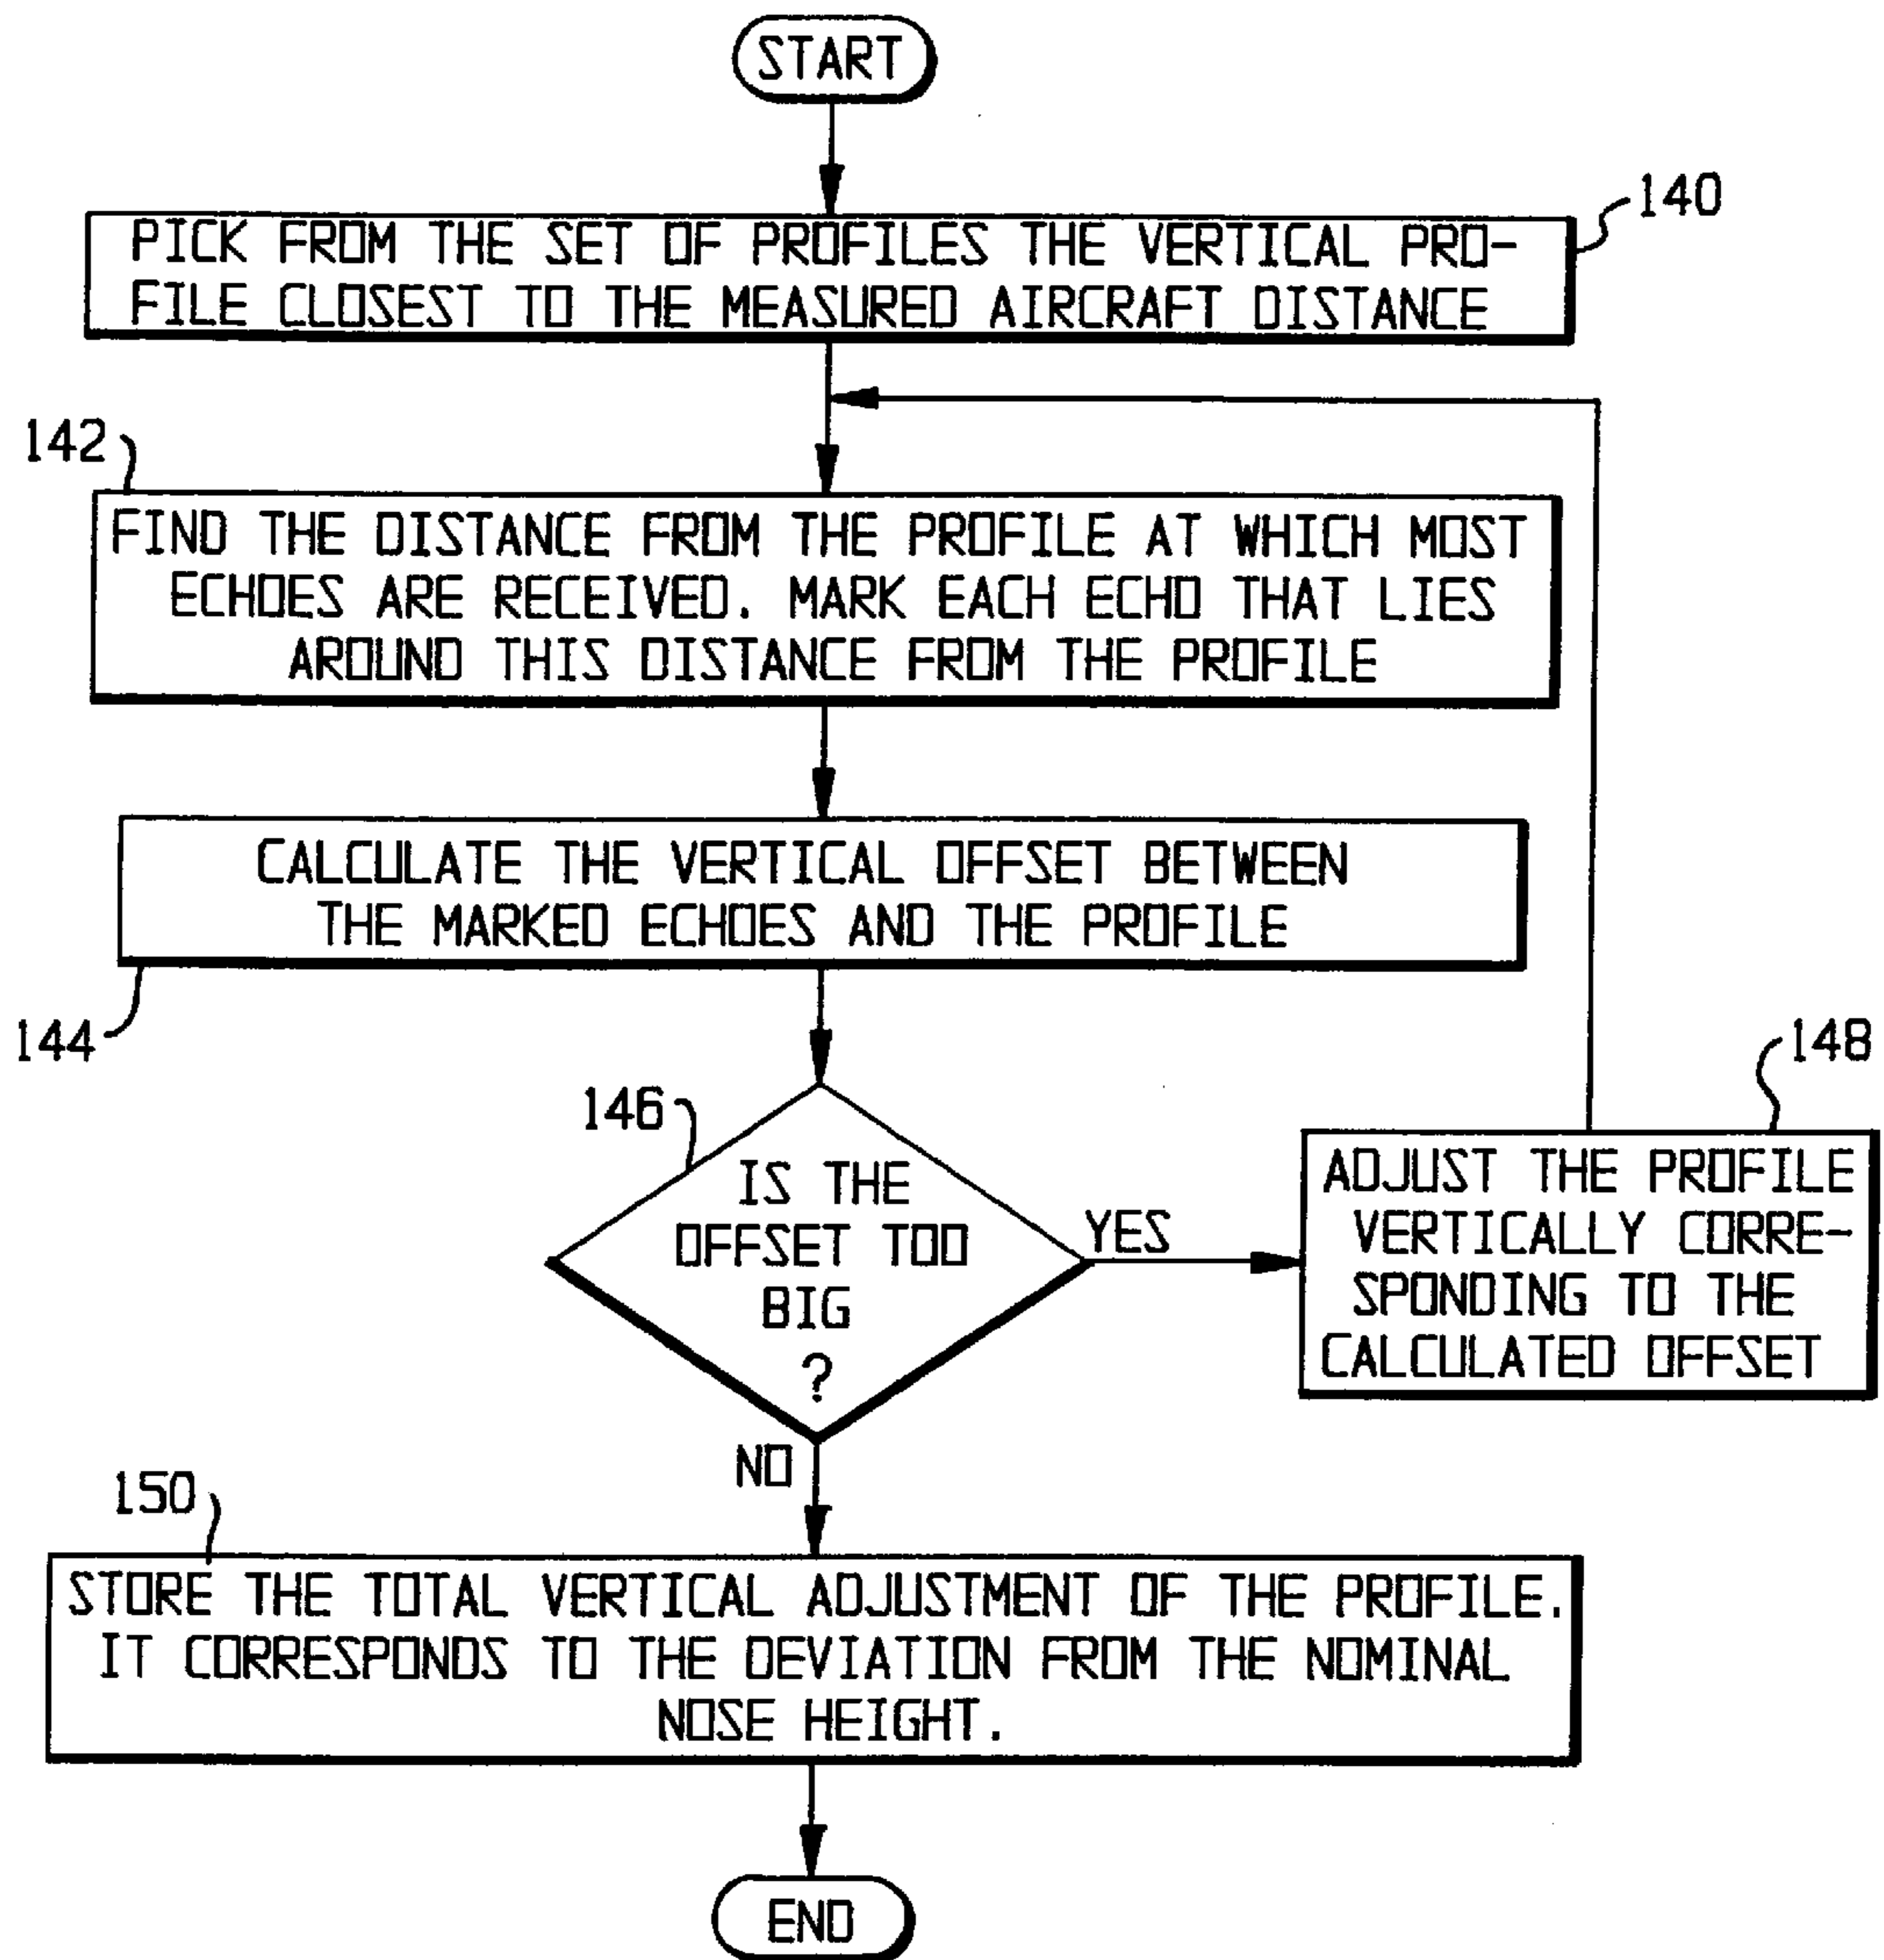 START
140
PICK FROM THE SET OF PROFILES THE VERTICAL PRO-
FILE CLOSEST TO THE MEASURED AIRCRAFT DISTANCE
142
FIND THE DISTANCE FROM THE PROFILE AT WHICH MOST
ECHOES ARE RECEIVED. MARK EACH ECHO THAT LIES
AROUND THIS DISTANCE FROM THE PROFILE
CALCULATE THE VERTICAL OFFSET BETWEEN
THE MARKED ECHOES AND THE PROFILE
144
146
IS THE
OFFSET TOO
BIG
?
YES
148
ADJUST THE PROFILE
VERTICALLY CORRE-
SPONDING TO THE
CALCULATED OFFSET
NO
150
STORE THE TOTAL VERTICAL ADJUSTMENT OF THE PROFILE.
IT CORRESPONDS TO THE DEVIATION FROM THE NOMINAL
NOSE HEIGHT.
END